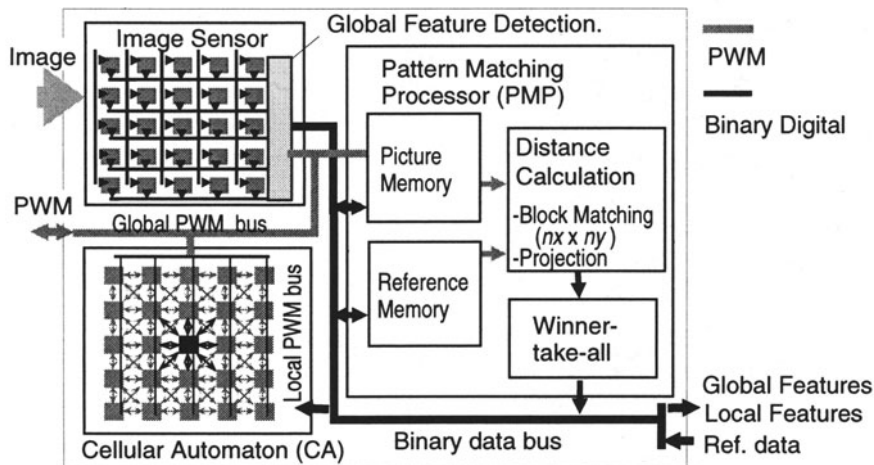 Global Feature Detection.
Image Sensor
Image
PWM
Binary Digital
Pattern Matching
Processor (PMP)
Picture
Memory
Distance
Calculation
-Block Matching
(nx x ny)
-Projection
PWM
Global PWM bus
Local PWM bus
Reference
Memory
Winner-
take-all
Cellular Automaton (CA)
Binary data bus
Global Features
Local Features
Ref. data